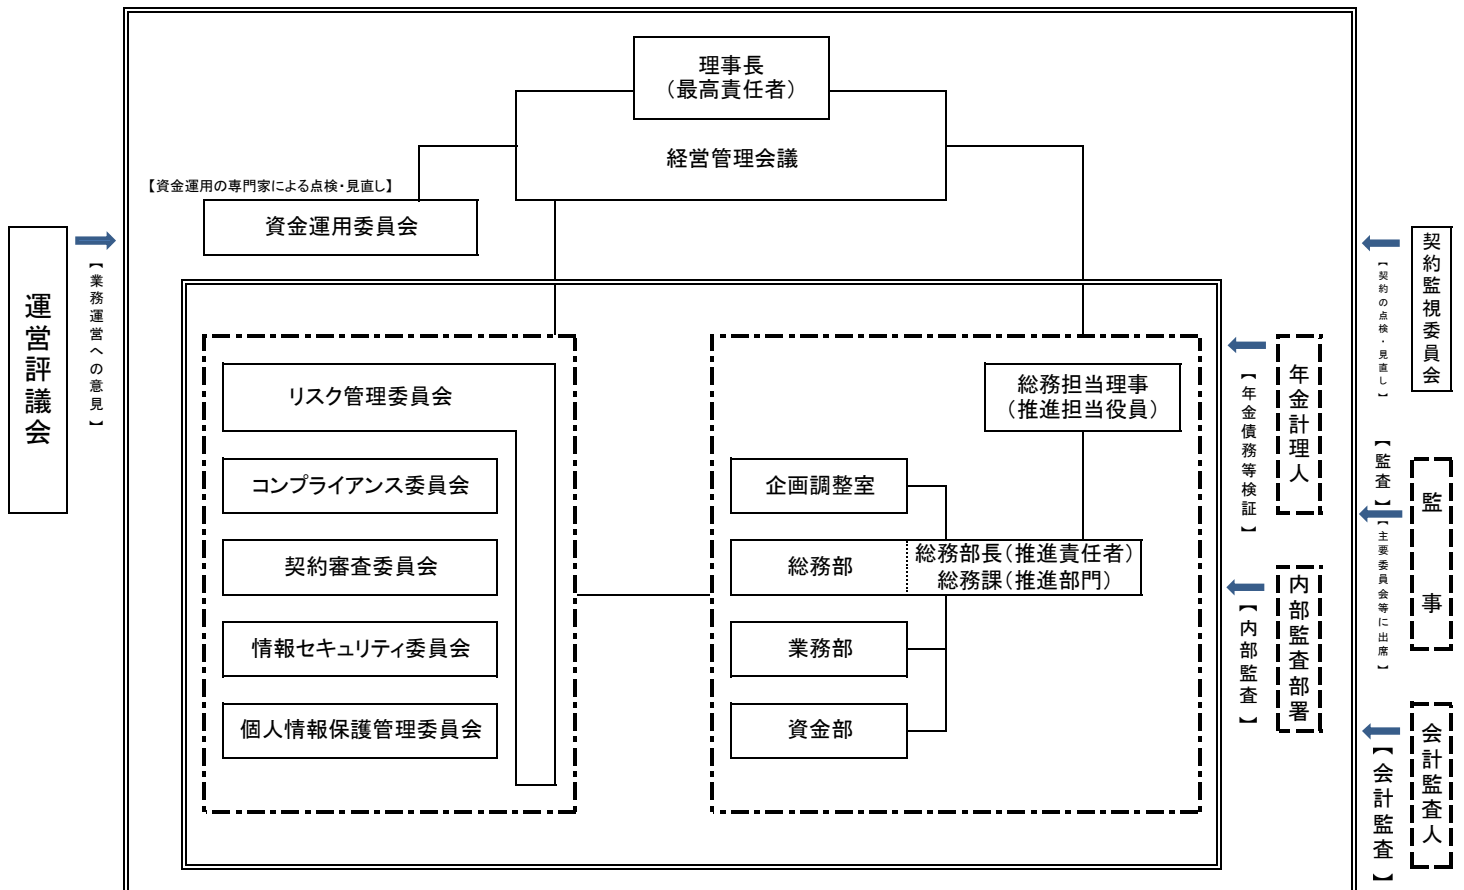 理事長
（最高責任者）
経営管理会議
【資金運用の専門家による点検・見直し】
資金運用委員会
運営評議会
【業務運営への意見】
リスク管理委員会
コンプライアンス委員会
契約審査委員会
情報セキュリティ委員会
個人情報保護管理委員会
総務担当理事
（推進担当役員）
企画調整室
総務部
総務部長（推進責任者）
総務課（推進部門）
業務部
資金部
年金計理人
【年金債務等検証】
内部監査部署
【内部監査】
契約監視委員会
【契約の点検・見直し】
監事
【監査】
【主要委員会等に出席】
会計監査人
【会計監査】